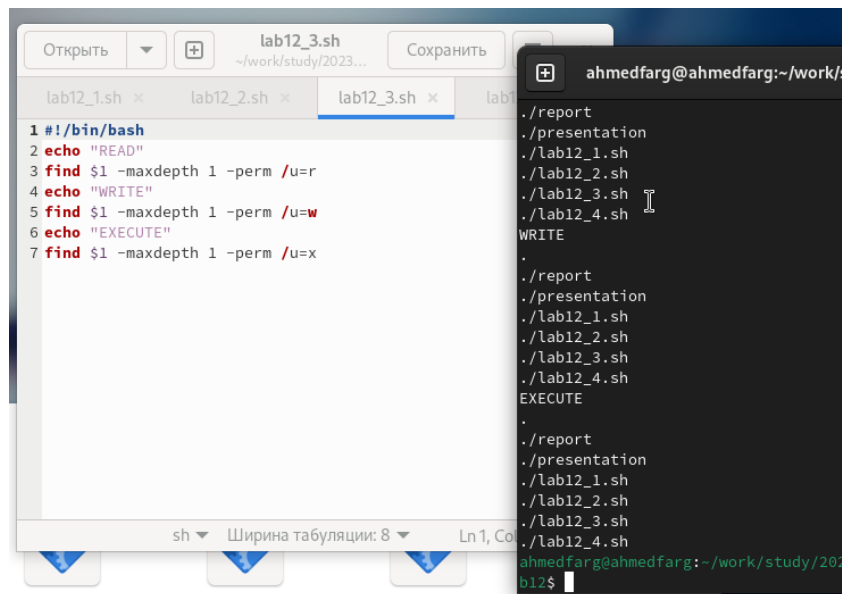 Открыть
lab12_3.sh
~/work/study/2023...
Сохранить
lab12_1.sh ×
lab12_2.sh ×
lab12_3.sh ×
lab1
1 #!/bin/bash
2 echo "READ"
3 find $1 -maxdepth 1 -perm /u=r
4 echo "WRITE"
5 find $1 -maxdepth 1 -perm /u=w
6 echo "EXECUTE"
7 find $1 -maxdepth 1 -perm /u=x
sh
Ширина табуляции: 8
Ln 1, Col
ahmedfarg@ahmedfarg:~/work/s
./report
./presentation
./lab12_1.sh
./lab12_2.sh
./lab12_3.sh
./lab12_4.sh
WRITE
.
./report
./presentation
./lab12_1.sh
./lab12_2.sh
./lab12_3.sh
./lab12_4.sh
EXECUTE
.
./report
./presentation
./lab12_1.sh
./lab12_2.sh
./lab12_3.sh
./lab12_4.sh
ahmedfarg@ahmedfarg:~/work/study/202
b12$